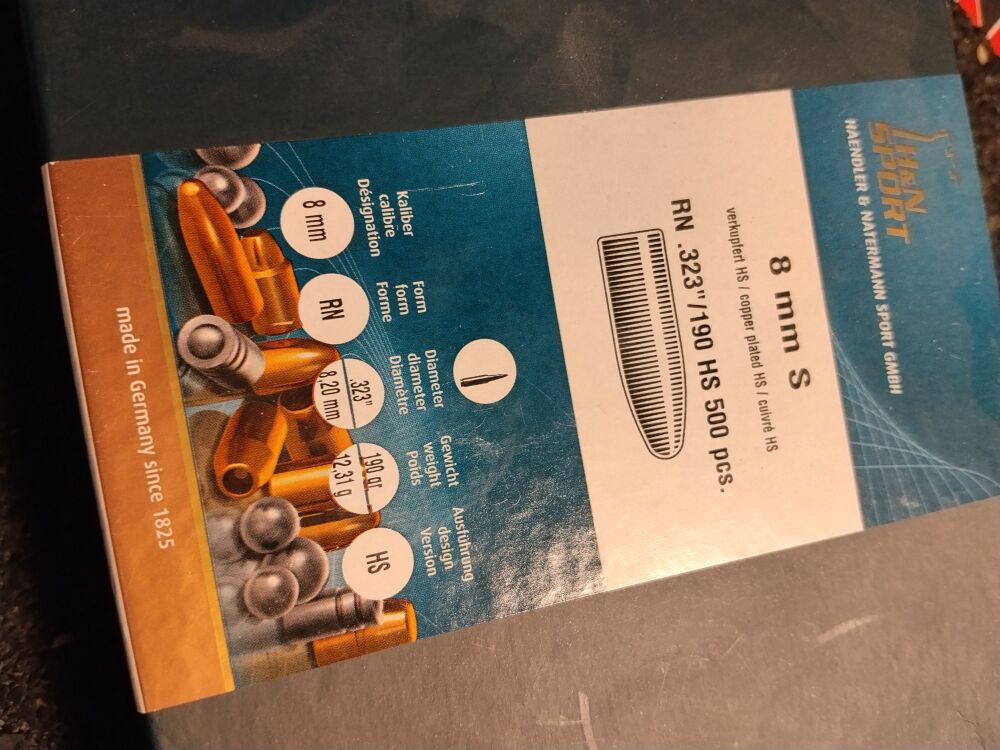 H&N
SPORT
HAENDLER & NATERMANN SPORT GMBH
8 mm S
verkupfert HS / copper plated HS / cuivré HS
RN .323"/190 HS 500 pcs.
Kaliber
calibre
Désignation
8 mm
Form
form
Forme
RN
Diameter
diameter
Diamètre
.323"
8,20 mm
Gewicht
weight
Poids
190 gr
12,31 g
Ausführung
design
Version
HS
made in Germany since 1825